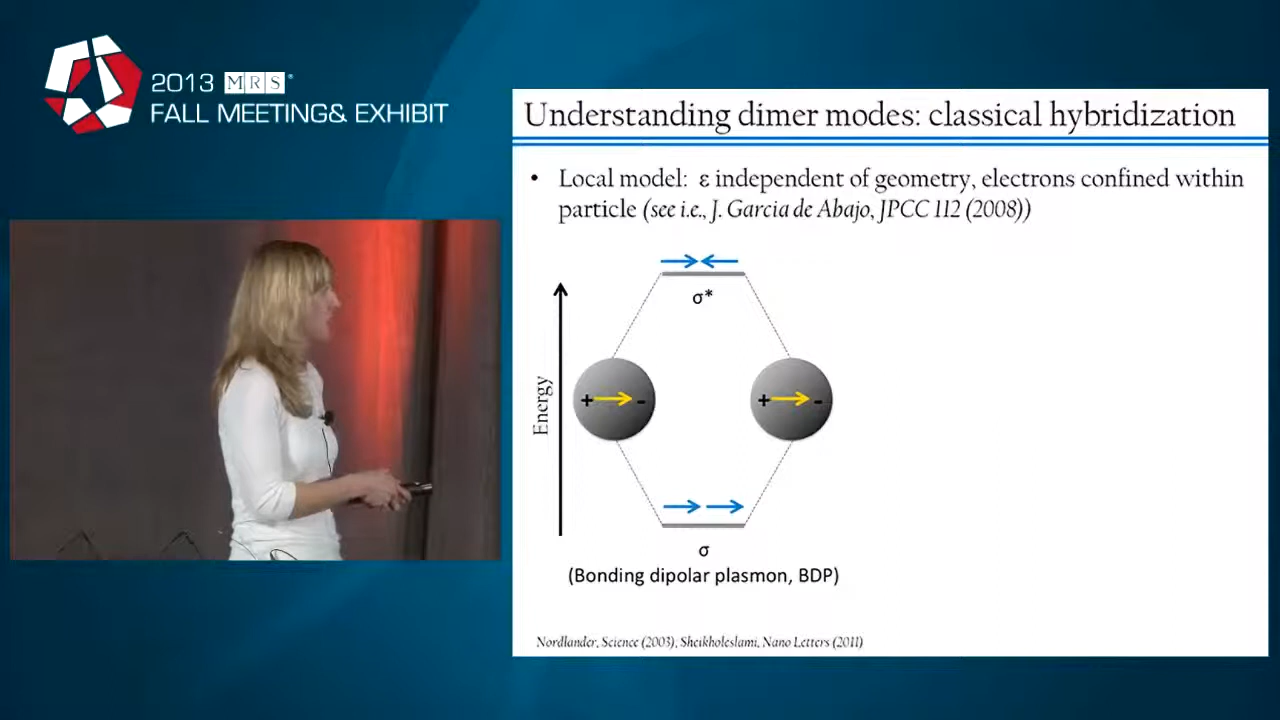 2013 MRS®
FALL MEETING& EXHIBIT
Understanding dimer modes: classical hybridization
• Local model: ε independent of geometry, electrons confined within
particle (see i.e., J. Garcia de Abajo, JPCC 112 (2008))
σ*
Energy
+ -
+ -
σ
(Bonding dipolar plasmon, BDP)
Nordlander, Science (2003); Sheikholeslami, Nano Letters (2011)